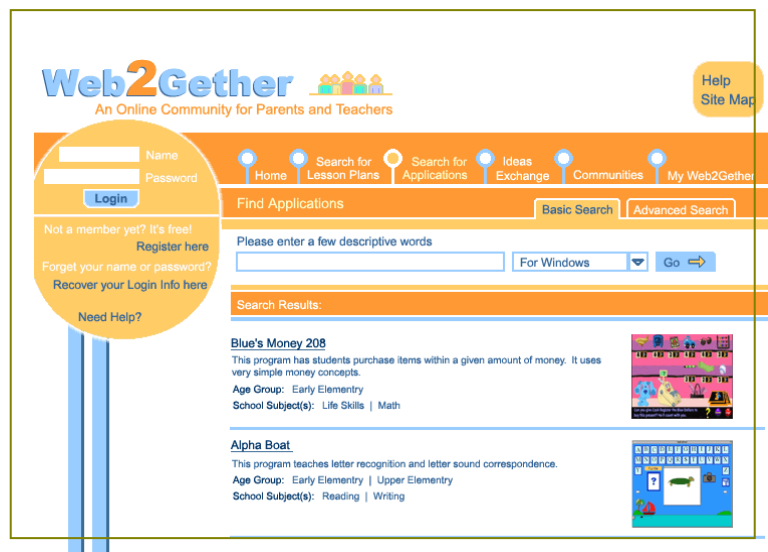 Web2Gether
An Online Community for Parents and Teachers
Help
Site Map
Name
Password
Login
Not a member yet? It's free!
Register here
Forget your name or password?
Recover your Login Info here
Need Help?
Home
Search for
Lesson Plans
Search for
Applications
Ideas
Exchange
Communities
My Web2Gether
Find Applications
Basic Search
Advanced Search
Please enter a few descriptive words
For Windows
Go
Search Results:
Blue's Money 208
This program has students purchase items within a given amount of money. It uses
very simple money concepts.
Age Group: Early Elementry
School Subject(s): Life Skills | Math
Alpha Boat
This program teaches letter recognition and letter sound correspondence.
Age Group: Early Elementry | Upper Elementry
School Subject(s): Reading | Writing